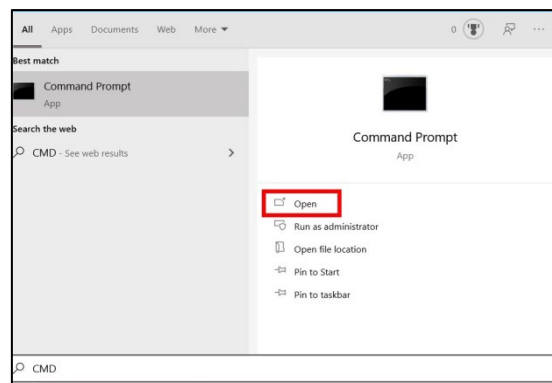 All Apps Documents Web More 0 ...
Best match
Command Prompt
App
Search the web
CMD - See web results
Command Prompt
App
Open
Run as administrator
Open file location
Pin to Start
Pin to taskbar
CMD